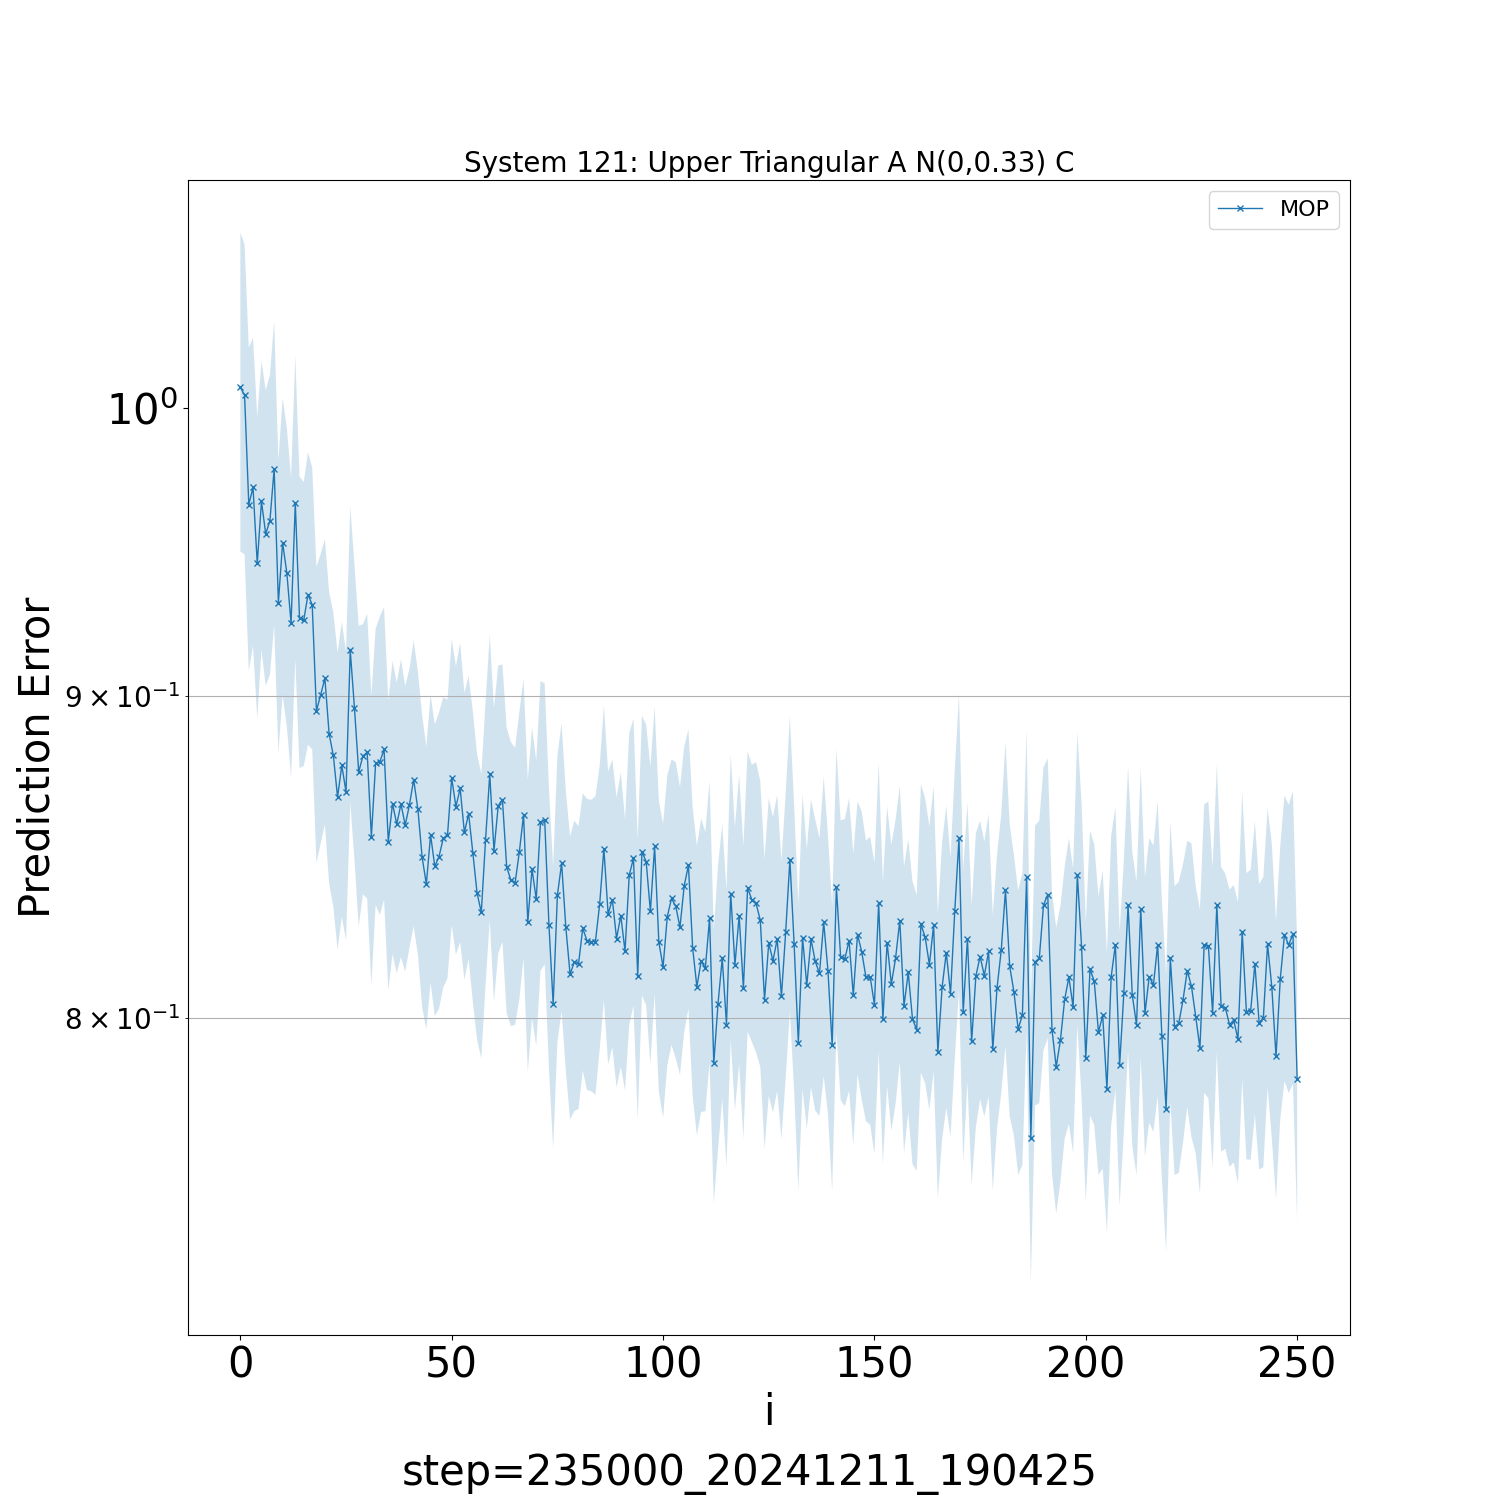 System 121: Upper Triangular A N(0,0.33) C
MOP
Prediction Error
10⁰
9 × 10⁻¹
8 × 10⁻¹
0 50 100 150 200 250
i
step=235000_20241211_190425